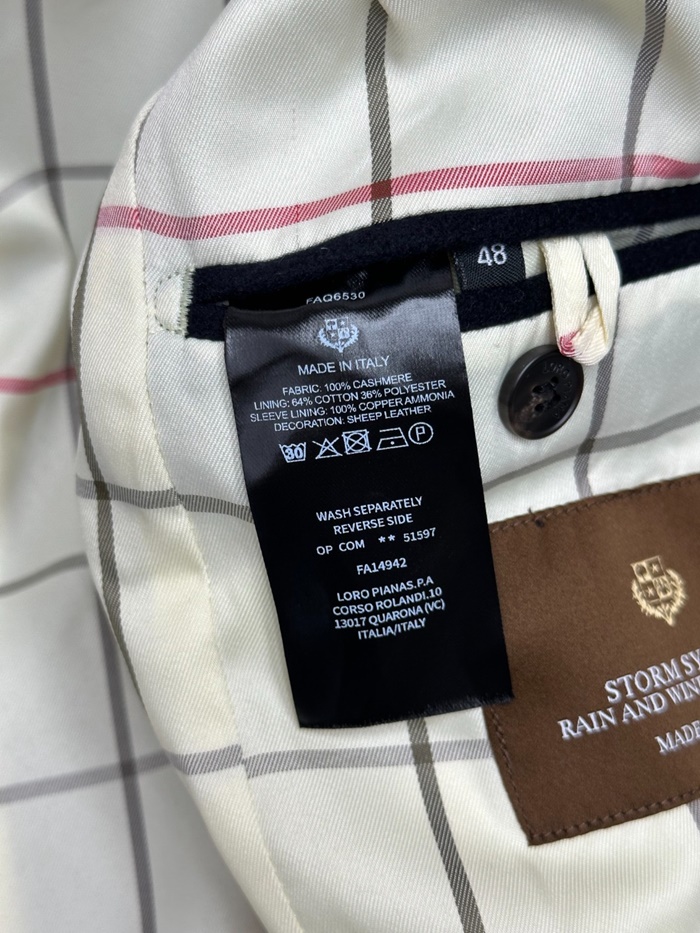 48
FAQ6530
MADE IN ITALY
FABRIC: 100% CASHMERE
LINING: 64% COTTON 36% POLYESTER
SLEEVE LINING: 100% COPPER AMMONIA
DECORATION: SHEEP LEATHER
30 P
WASH SEPARATELY
REVERSE SIDE
OP COM ** 51597
FA14942
LORO PIANAS.P.A
CORSO ROLANDI.10
13017 QUARONA (VC)
ITALIA/ITALY
STORM SY
RAIN AND WIN
MADE